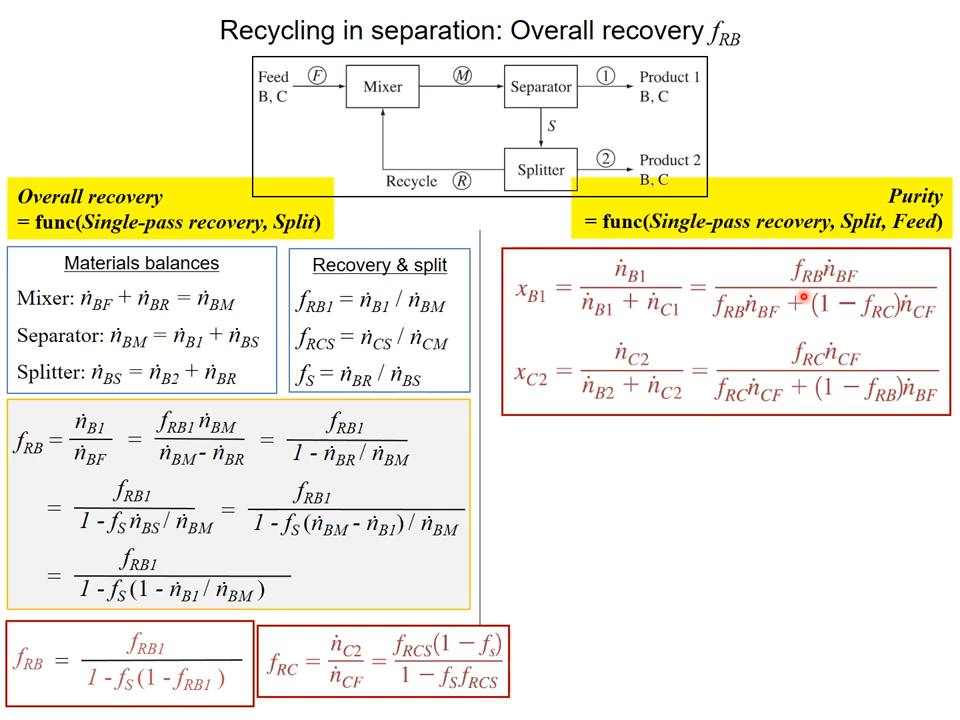 Recycling in separation: Overall recovery f_RB
Feed
B, C
F
Mixer
M
Separator
1
Product 1
B, C
S
Splitter
2
Product 2
B, C
Recycle R
Overall recovery
= func(Single-pass recovery, Split)
Purity
= func(Single-pass recovery, Split, Feed)
Materials balances
Mixer: ṅ_BF + ṅ_BR = ṅ_BM
Separator: ṅ_BM = ṅ_B1 + ṅ_BS
Splitter: ṅ_BS = ṅ_B2 + ṅ_BR
Recovery & split
f_RB1 = ṅ_B1 / ṅ_BM
f_RCS = ṅ_CS / ṅ_CM
f_S = ṅ_BR / ṅ_BS
f_RB = ṅ_B1 / ṅ_BF = f_RB1 ṅ_BM / (ṅ_BM - ṅ_BR) = f_RB1 / (1 - ṅ_BR / ṅ_BM)
= f_RB1 / (1 - f_S ṅ_BS / ṅ_BM) = f_RB1 / (1 - f_S (ṅ_BM - ṅ_B1) / ṅ_BM)
= f_RB1 / (1 - f_S (1 - ṅ_B1 / ṅ_BM))
f_RB = f_RB1 / (1 - f_S (1 - f_RB1))
f_RC = ṅ_C2 / ṅ_CF = f_RCS (1 − f_s) / (1 − f_S f_RCS)
x_B1 = ṅ_B1 / (ṅ_B1 + ṅ_C1) = f_RB ṅ_BF / (f_RB ṅ_BF + (1 − f_RC) ṅ_CF)
x_C2 = ṅ_C2 / (ṅ_B2 + ṅ_C2) = f_RC ṅ_CF / (f_RC ṅ_CF + (1 − f_RB) ṅ_BF)